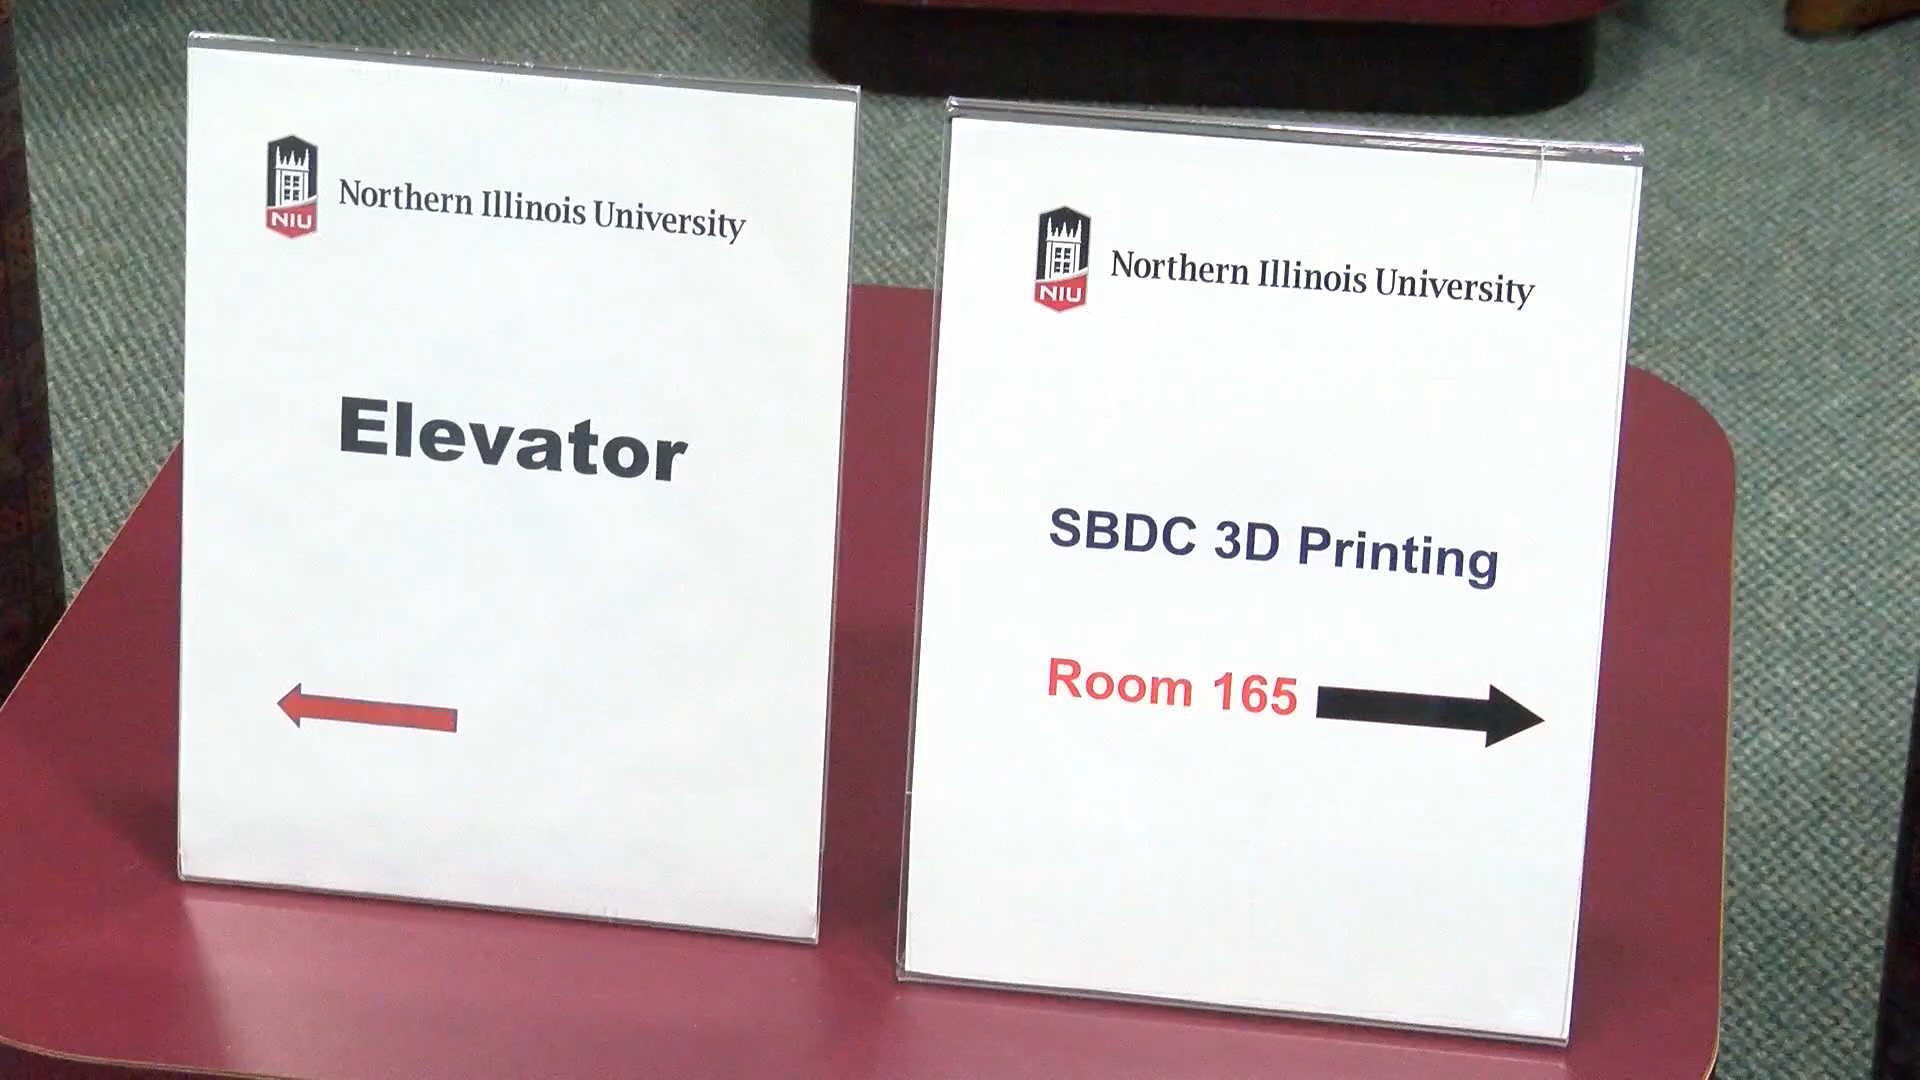 NIU
Northern Illinois University
Elevator
NIU
Northern Illinois University
SBDC 3D Printing
Room 165